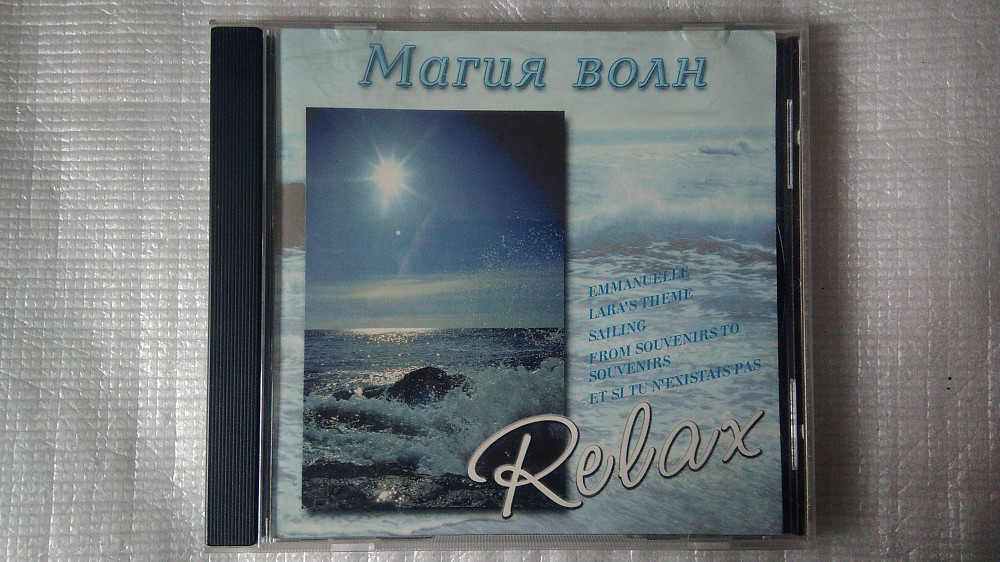 Магия волн
EMMANUELLE
LARA'S THEME
SAILING
FROM SOUVENIRS TO
SOUVENIRS
ET SI TU N'EXISTAIS PAS
Relax